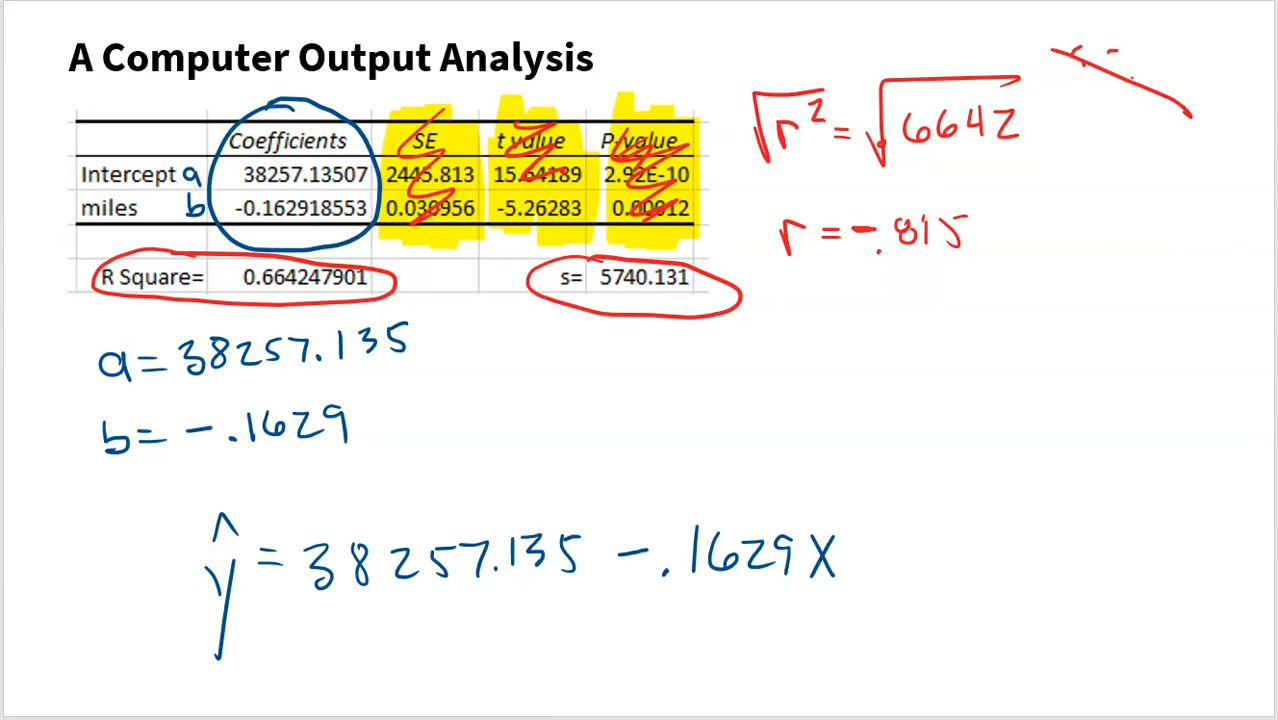 A Computer Output Analysis
Coefficients SE t value P-value
Intercept a 38257.13507 2445.813 15.64189 2.92E-10
miles b -0.162918553 0.030956 -5.26283 0.00012
R Square= 0.664247901 s= 5740.131
√r² = √6642
r = -.815
a = 38257.135
b = -.1629
ŷ = 38257.135 - .1629X